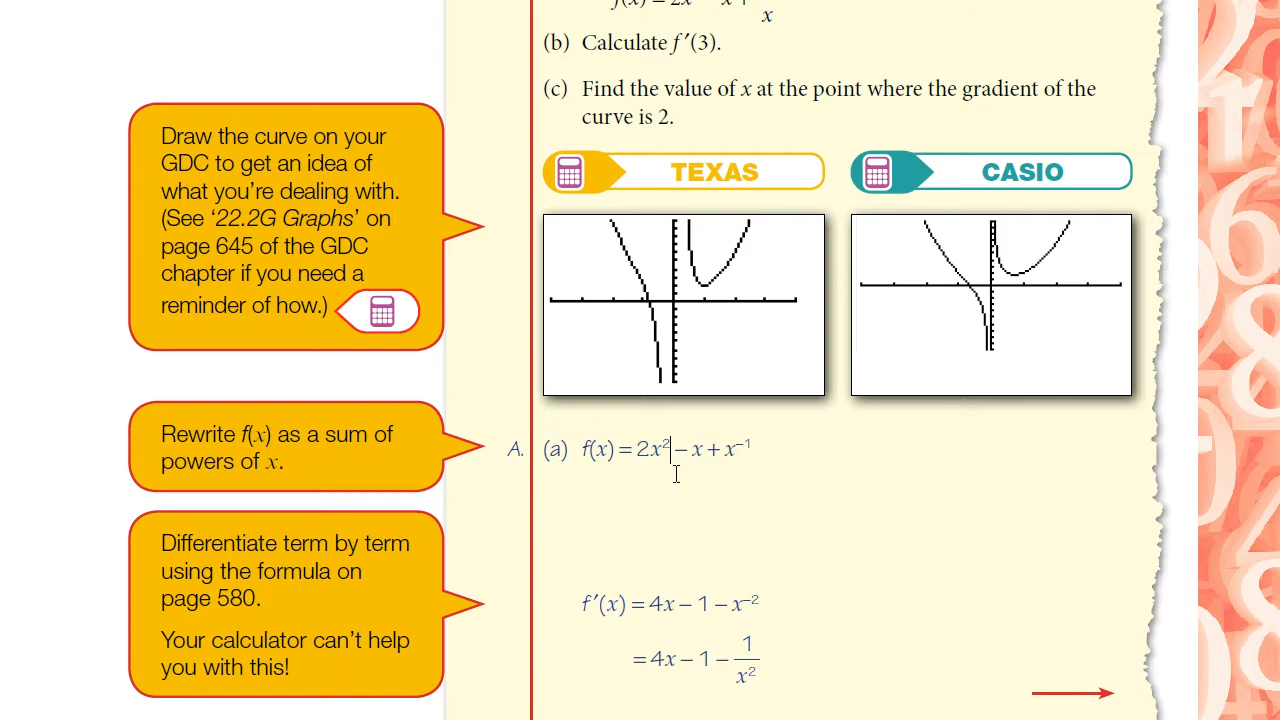 f(x) = 2x² − x +
x
(b) Calculate f′(3).
(c) Find the value of x at the point where the gradient of the
curve is 2.
TEXAS
CASIO
Draw the curve on your
GDC to get an idea of
what you’re dealing with.
(See ‘22.2G Graphs’ on
page 645 of the GDC
chapter if you need a
reminder of how.)
Rewrite f(x) as a sum of
powers of x.
A. (a) f(x) = 2x² − x + x⁻¹
Differentiate term by term
using the formula on
page 580.
Your calculator can’t help
you with this!
f′(x) = 4x − 1 − x⁻²
= 4x − 1 − 1
x²